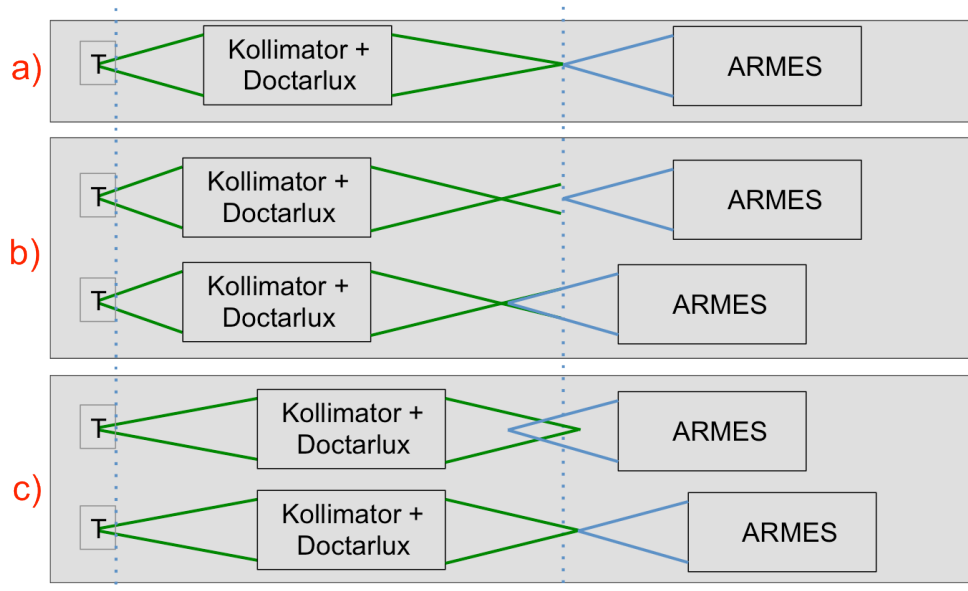 a)
T
Kollimator +
Doctarlux
ARMES
b)
T
Kollimator +
Doctarlux
ARMES
T
Kollimator +
Doctarlux
ARMES
c)
T
Kollimator +
Doctarlux
ARMES
T
Kollimator +
Doctarlux
ARMES